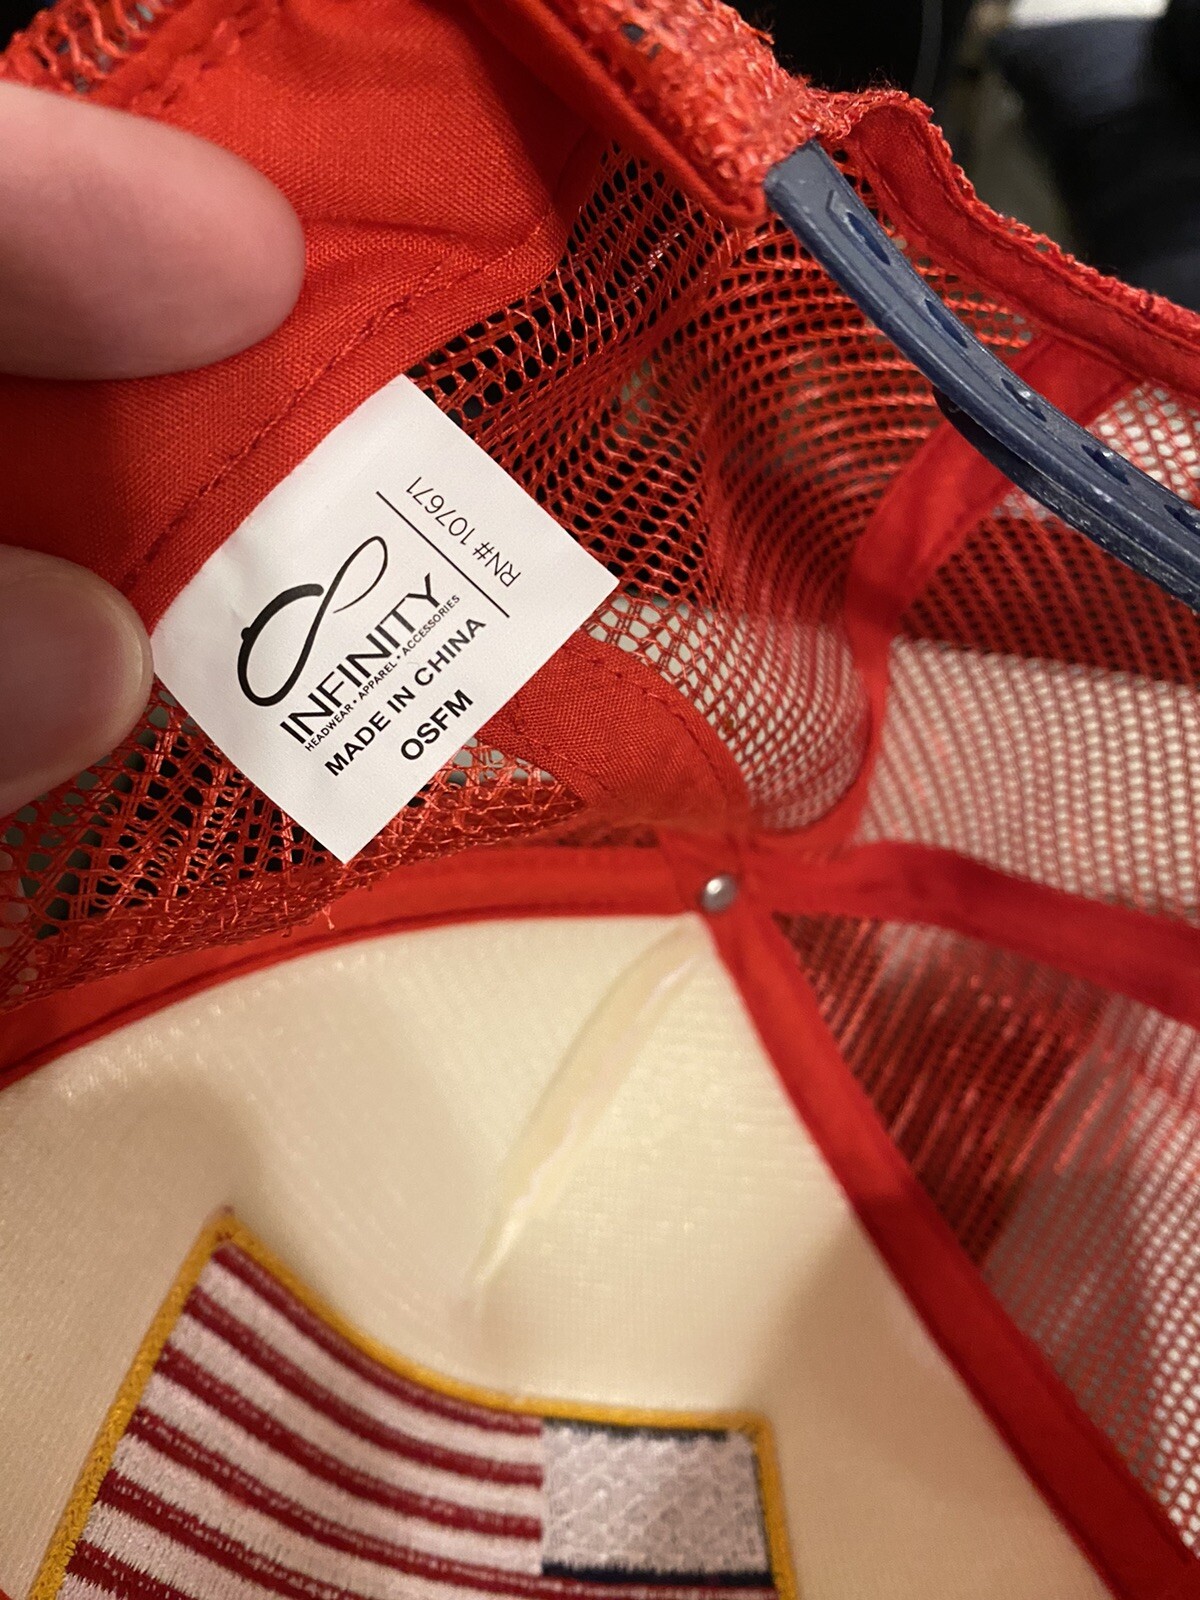 RN# 107671
INFINITY
HEADWEAR • APPAREL • ACCESSORIES
MADE IN CHINA
OSFM